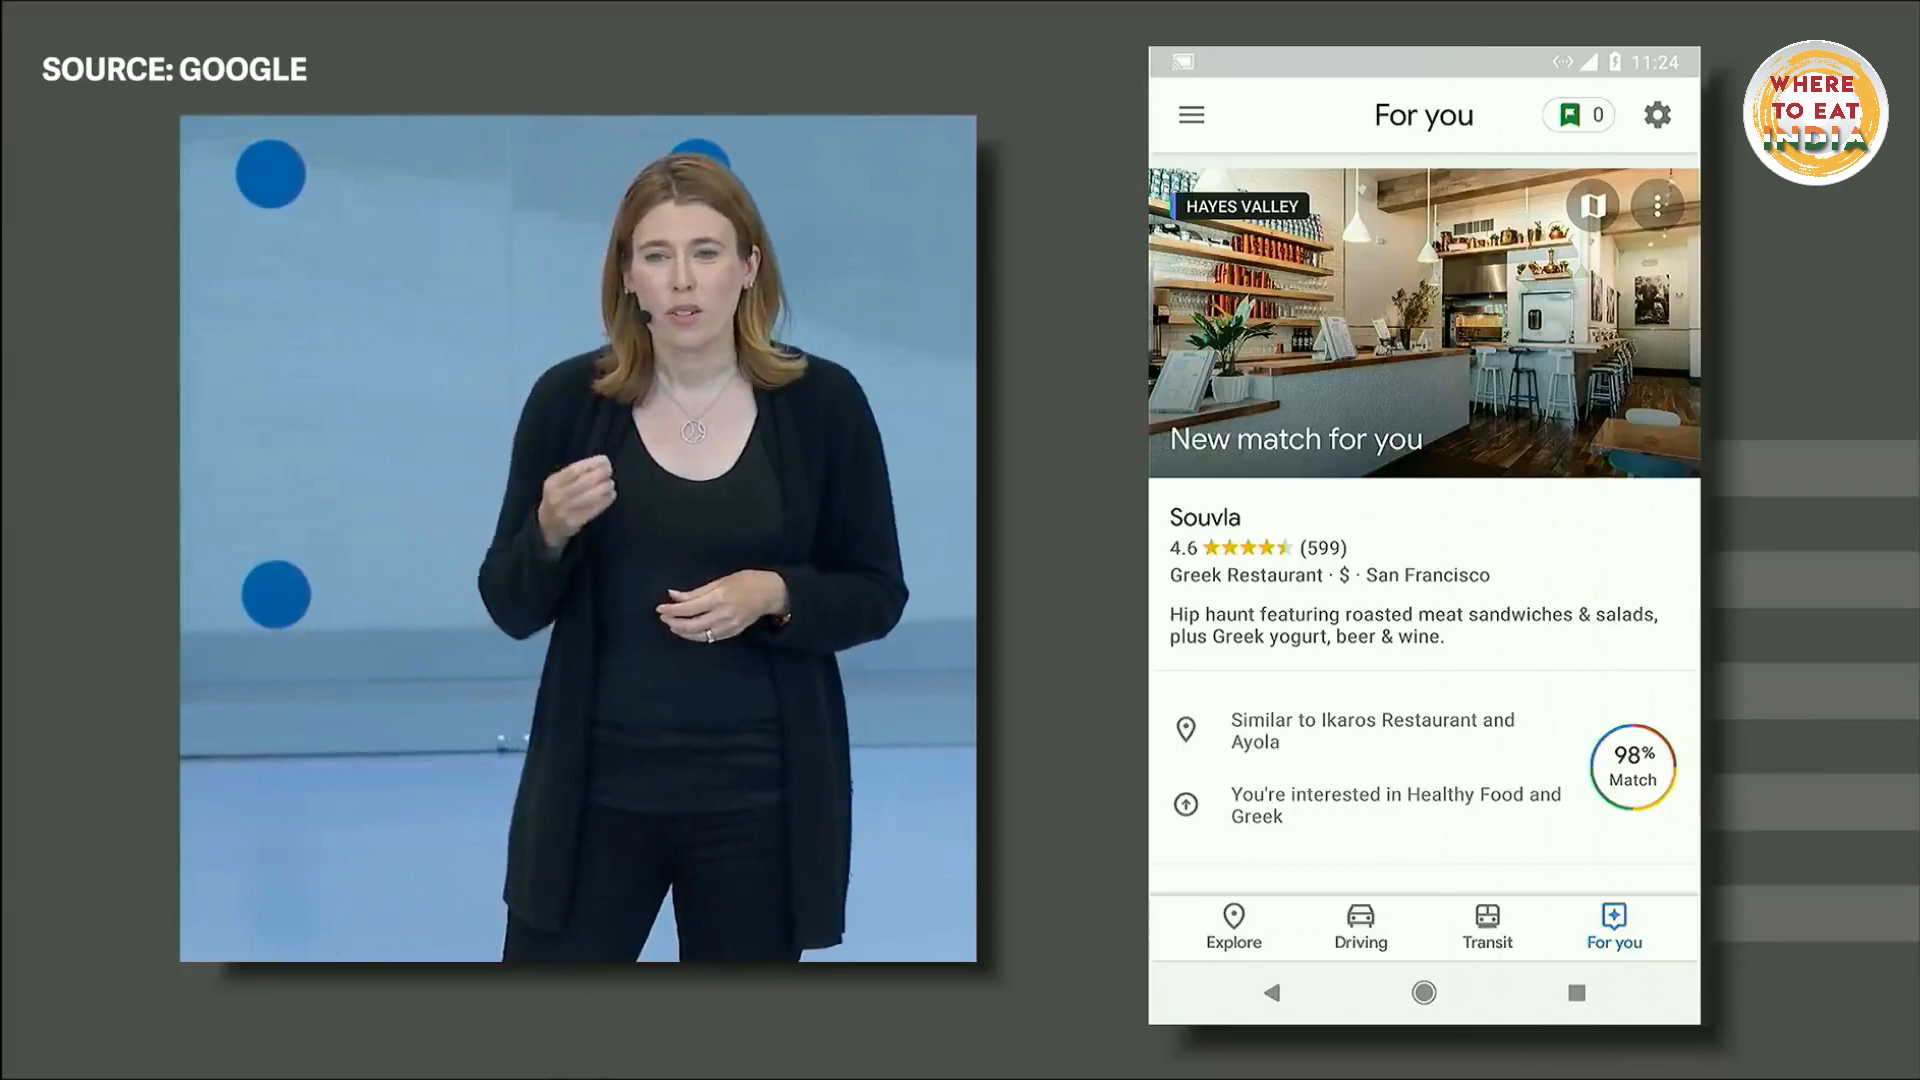 SOURCE: GOOGLE
11:24
For you
0
WHERE
TO EAT
INDIA
HAYES VALLEY
New match for you
Souvla
4.6 (599)
Greek Restaurant · $ · San Francisco
Hip haunt featuring roasted meat sandwiches & salads,
plus Greek yogurt, beer & wine.
Similar to Ikaros Restaurant and
Ayola
You're interested in Healthy Food and
Greek
98%
Match
Explore
Driving
Transit
For you